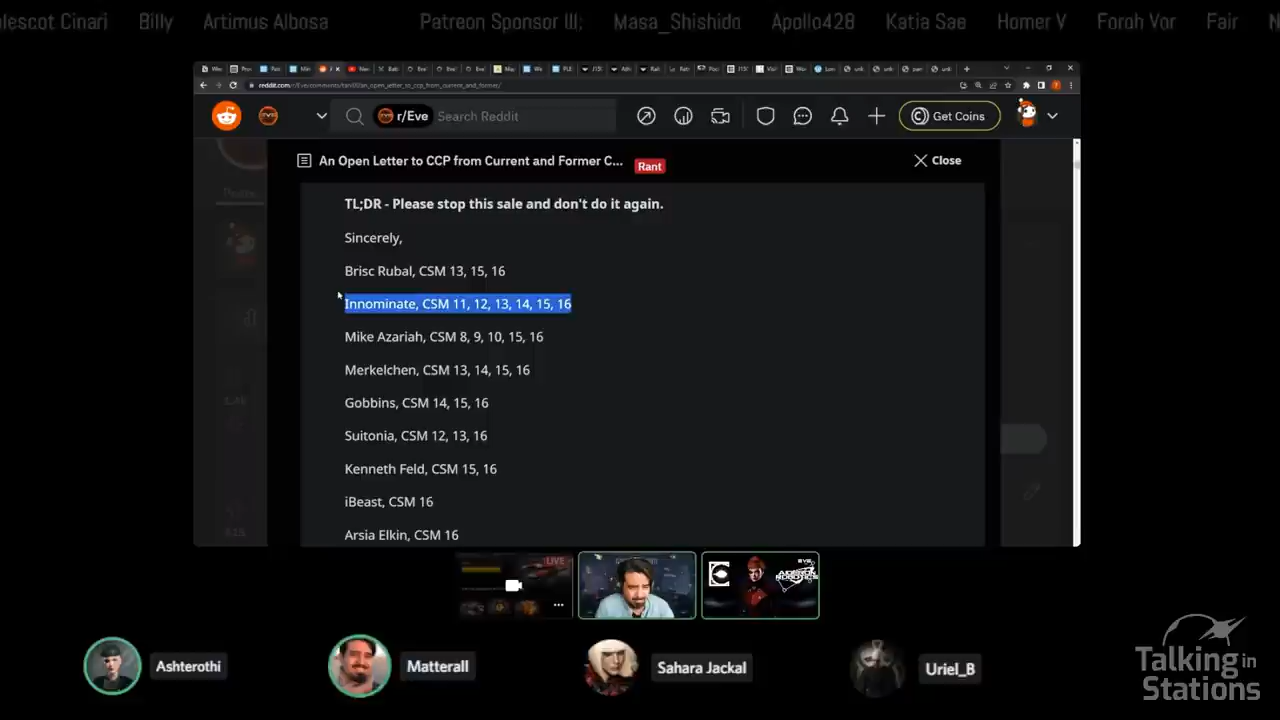 Billy Artimus Albosa Patreon Sponsor III; Masa_Shishido Apollo428 Katia Sae Homer V Forah Vor Fair
r/Eve Search Reddit Get Coins
An Open Letter to CCP from Current and Former C... Rant Close
TL;DR - Please stop this sale and don't do it again.
Sincerely,
Brisc Rubal, CSM 13, 15, 16
Innominate, CSM 11, 12, 13, 14, 15, 16
Mike Azariah, CSM 8, 9, 10, 15, 16
Merkelchen, CSM 13, 14, 15, 16
Gobbins, CSM 14, 15, 16
Suitonia, CSM 12, 13, 16
Kenneth Feld, CSM 15, 16
iBeast, CSM 16
Arsia Elkin, CSM 16
LIVE
EVE
Ashterothi Matterall Sahara Jackal Uriel_B
Talking in
Stations